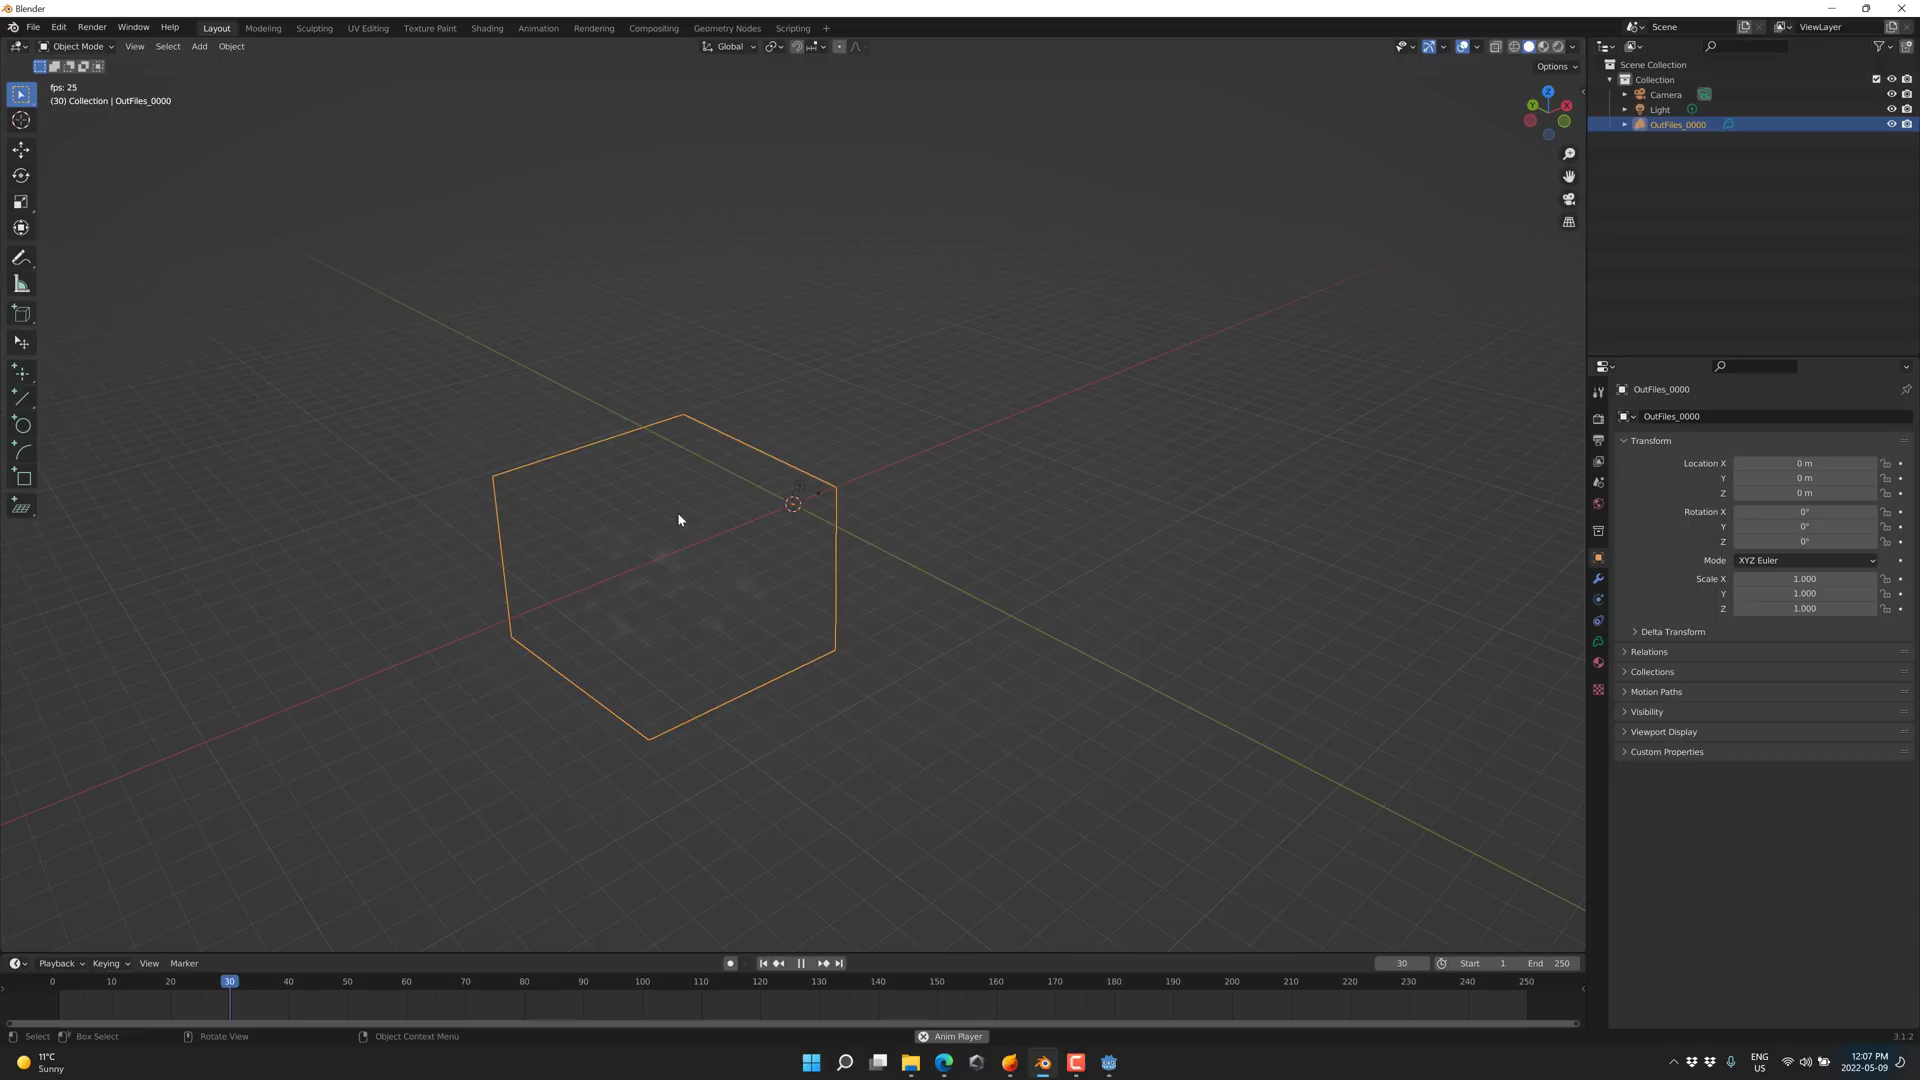 Blender
File Edit Render Window Help Layout Modeling Sculpting UV Editing Texture Paint Shading Animation Rendering Compositing Geometry Nodes Scripting + Scene ViewLayer
Object Mode View Select Add Object Global
Options
fps: 25
(30) Collection | OutFiles_0000
Z
Y X
Scene Collection
Collection
Camera
Light
OutFiles_0000
OutFiles_0000
OutFiles_0000
Transform
Location X 0 m
Y 0 m
Z 0 m
Rotation X 0°
Y 0°
Z 0°
Mode XYZ Euler
Scale X 1.000
Y 1.000
Z 1.000
Delta Transform
Relations
Collections
Motion Paths
Visibility
Viewport Display
Custom Properties
Playback Keying View Marker 30 Start 1 End 250
0 10 20 30 40 50 60 70 80 90 100 110 120 130 140 150 160 170 180 190 200 210 220 230 240 250
Select Box Select Rotate View Object Context Menu Anim Player 3.1.2
11°C
Sunny
ENG
US
12:07 PM
2022-05-09